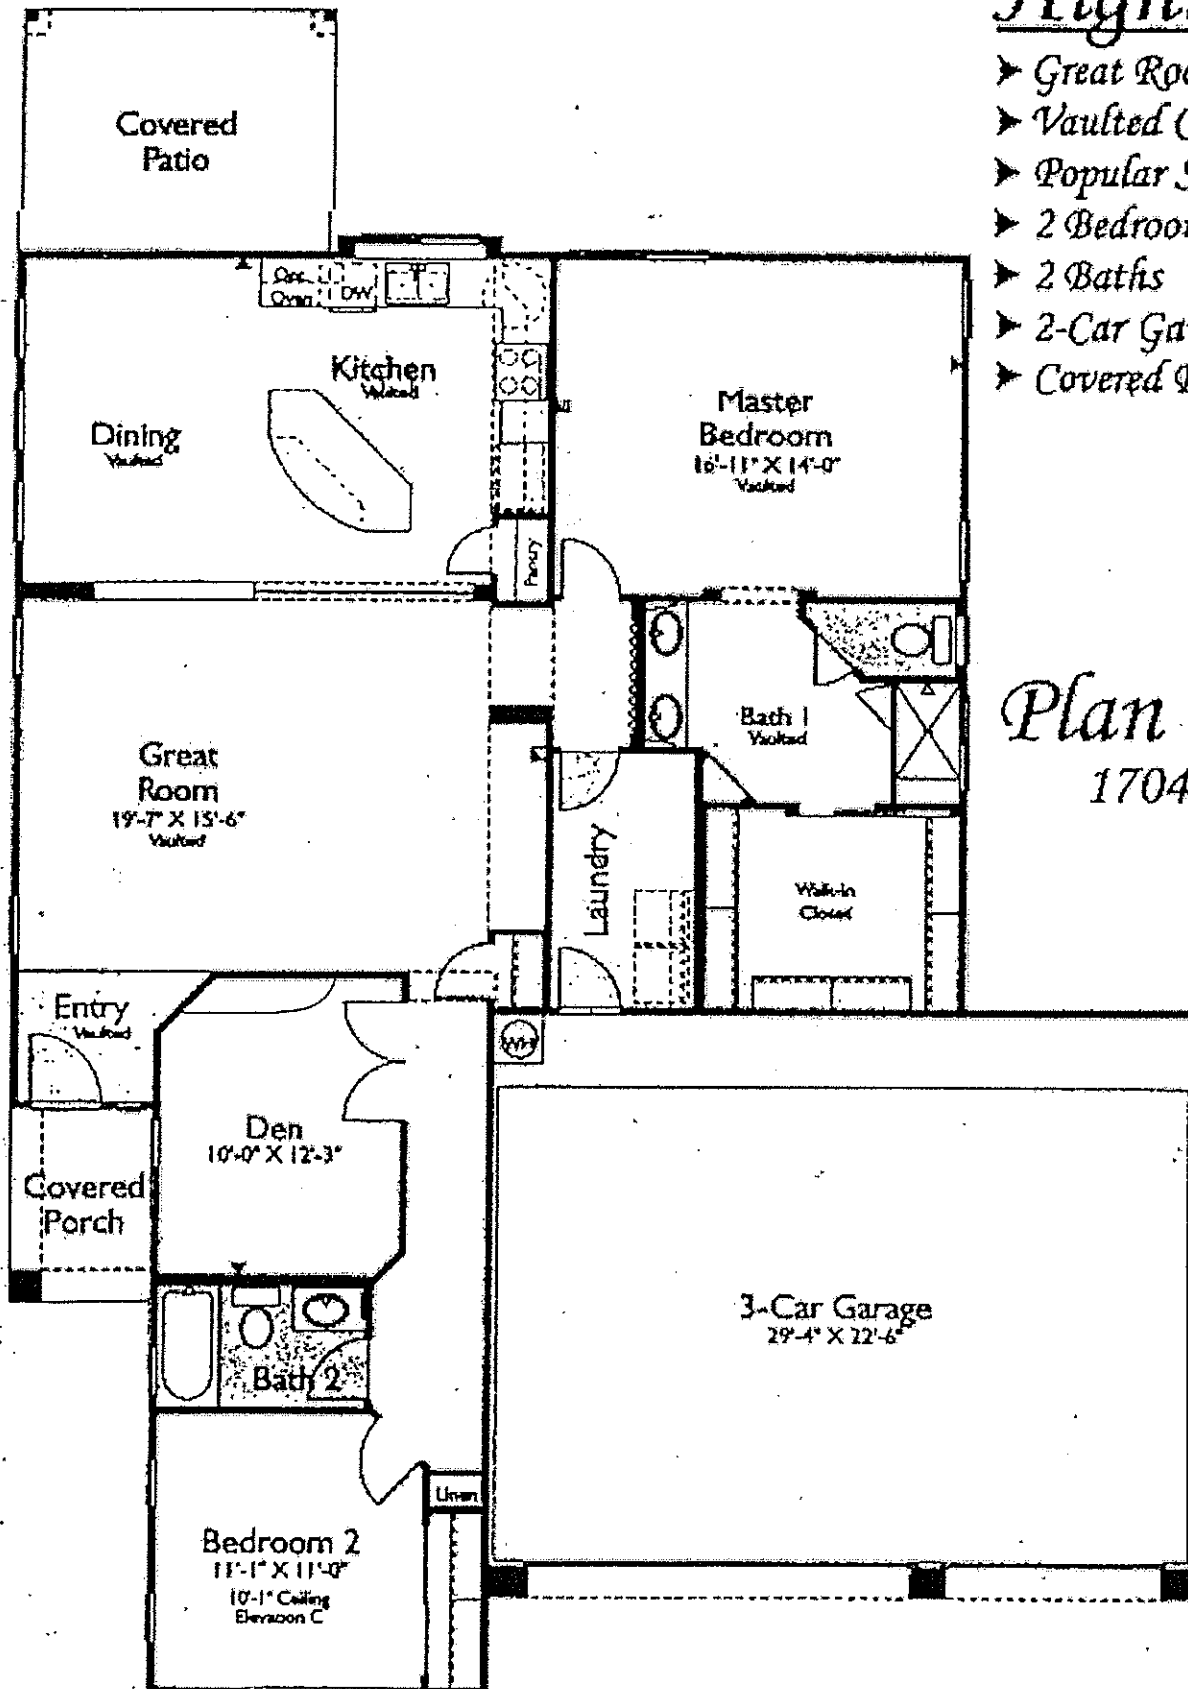 Great
Vaulted
Popular
2
2 Baths
2-Car
Covered
Plan
1704
Covered
Patio
Opt.
Oven
DW
Kitchen
Vaulted
Dining
Vaulted
Pantry
Master
Bedroom
16'-11" X 14'-0"
Vaulted
Bath 1
Vaulted
Great
Room
19'-7" X 15'-6"
Vaulted
Laundry
Walk-in
Closet
Entry
Vaulted
WH
Den
10'-0" X 12'-3"
Covered
Porch
3-Car Garage
29'-4" X 22'-6"
Bath 2
Linen
Bedroom 2
11'-1" X 11'-0"
10'-1" Ceiling
Elevation C